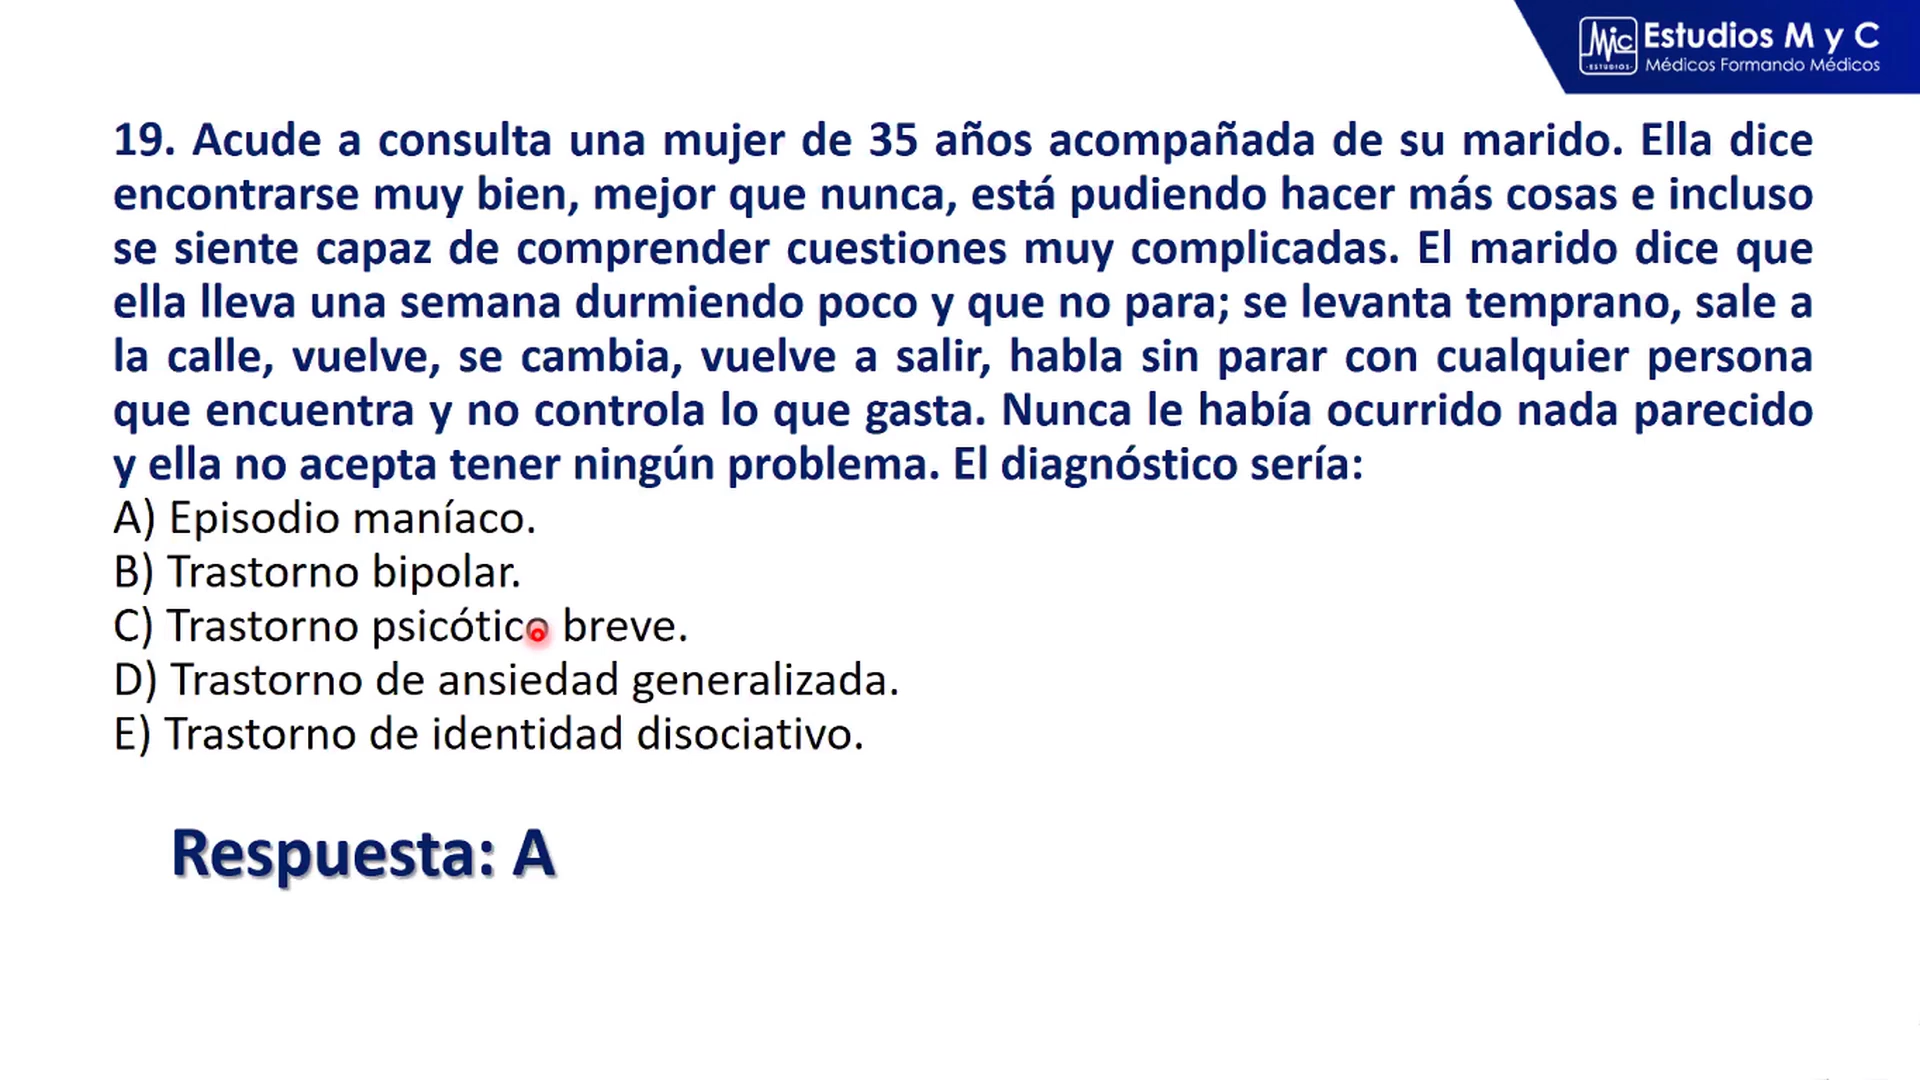 Mic
ESTUDIOS
Estudios M y C
Médicos Formando Médicos
19. Acude a consulta una mujer de 35 años acompañada de su marido. Ella dice
encontrarse muy bien, mejor que nunca, está pudiendo hacer más cosas e incluso
se siente capaz de comprender cuestiones muy complicadas. El marido dice que
ella lleva una semana durmiendo poco y que no para; se levanta temprano, sale a
la calle, vuelve, se cambia, vuelve a salir, habla sin parar con cualquier persona
que encuentra y no controla lo que gasta. Nunca le había ocurrido nada parecido
y ella no acepta tener ningún problema. El diagnóstico sería:
A) Episodio maníaco.
B) Trastorno bipolar.
C) Trastorno psicótico breve.
D) Trastorno de ansiedad generalizada.
E) Trastorno de identidad disociativo.
Respuesta: A